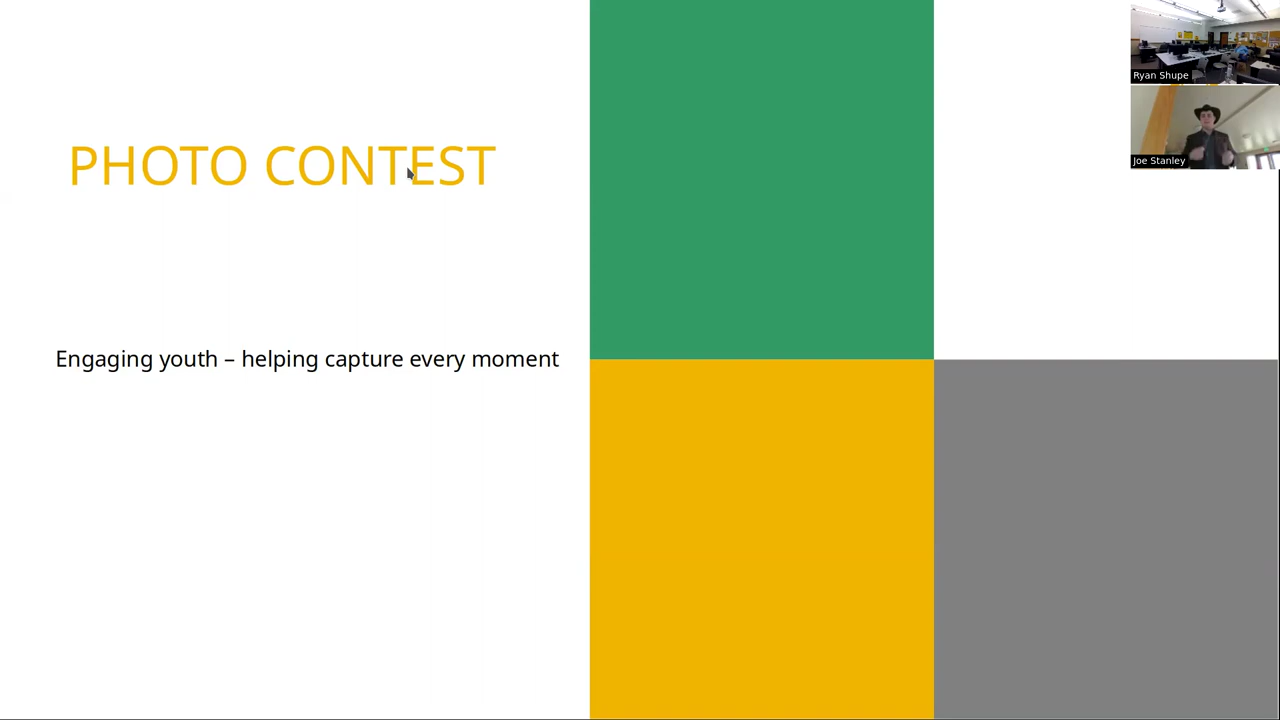 PHOTO CONTEST
Engaging youth – helping capture every moment
Ryan Shupe
Joe Stanley